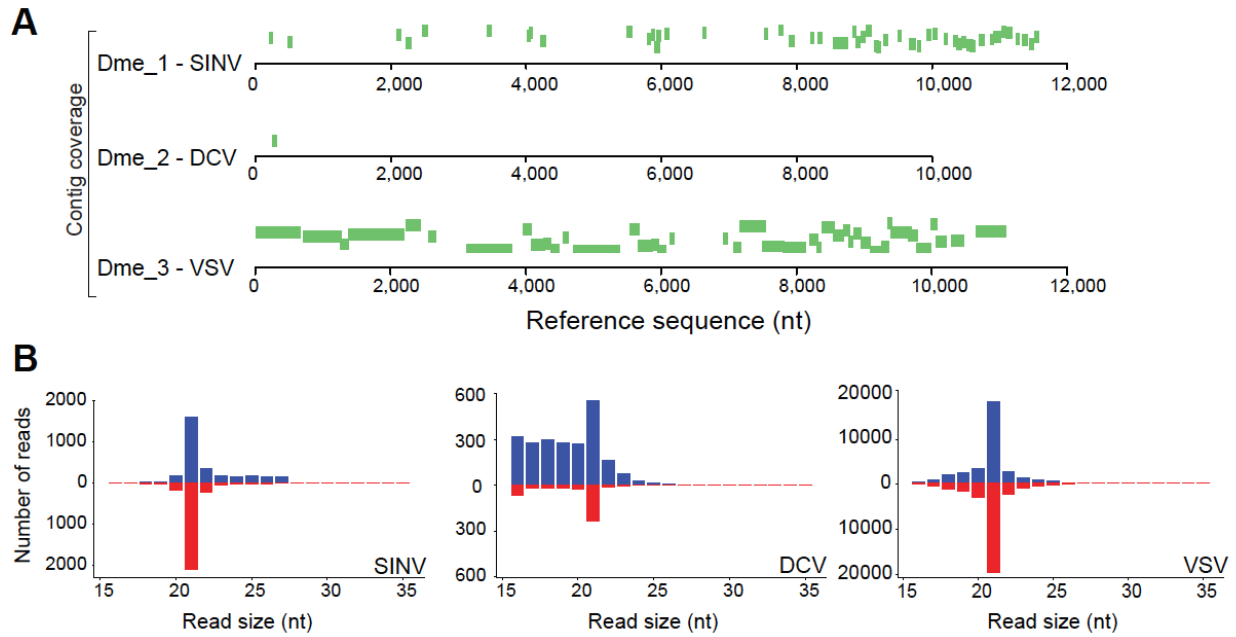 A
Contig coverage
Dme_1 - SINV
0 2,000 4,000 6,000 8,000 10,000 12,000
Dme_2 - DCV
0 2,000 4,000 6,000 8,000 10,000
Dme_3 - VSV
0 2,000 4,000 6,000 8,000 10,000 12,000
Reference sequence (nt)
B
Number of reads
2000
1000
0
1000
2000
SINV
15 20 25 30 35
Read size (nt)
600
300
0
300
600
DCV
15 20 25 30 35
Read size (nt)
20000
10000
0
10000
20000
VSV
15 20 25 30 35
Read size (nt)